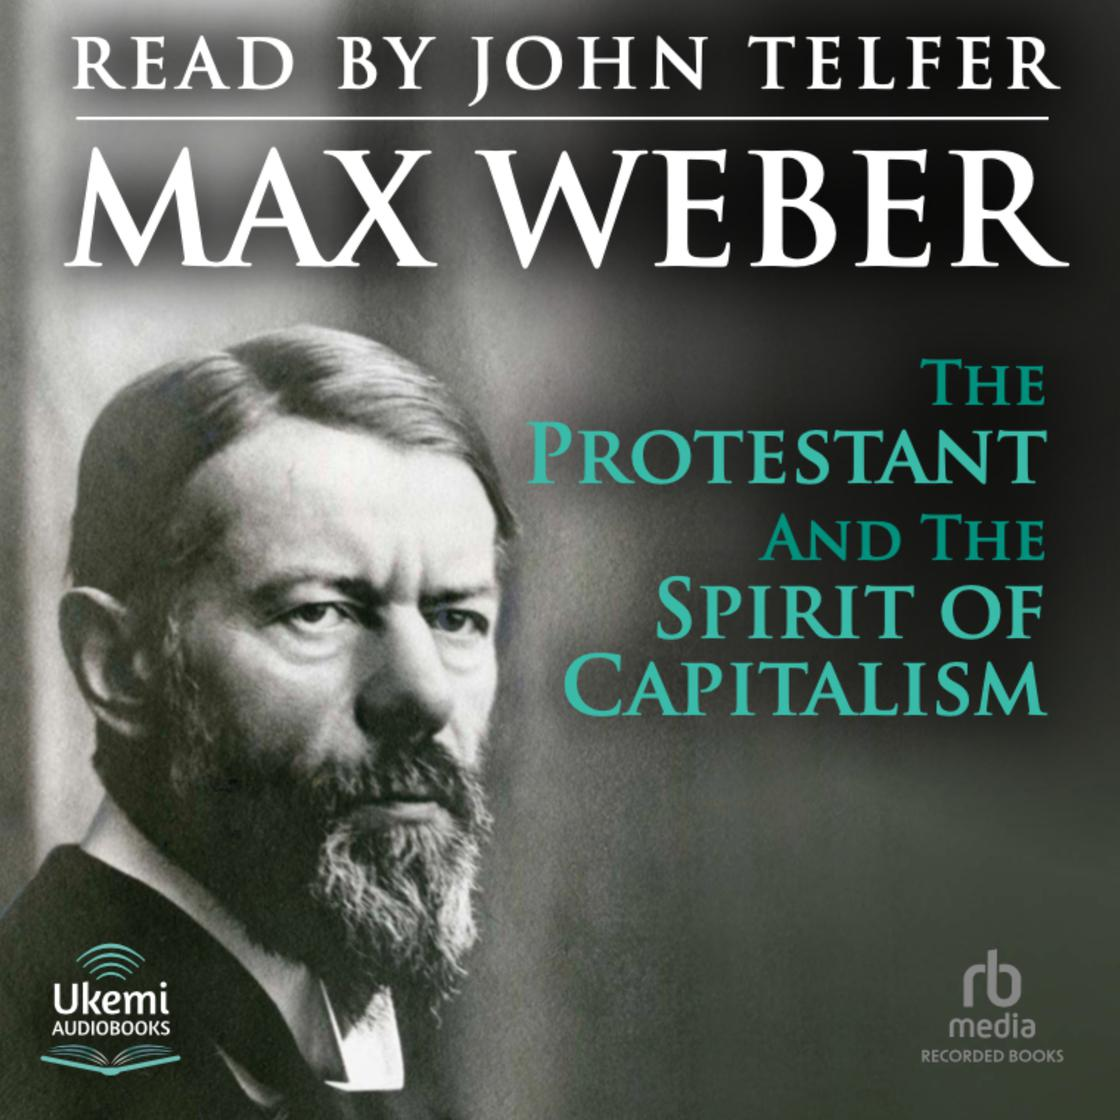 READ BY JOHN TELFER
MAX WEBER
THE
PROTESTANT
AND THE
SPIRIT OF
CAPITALISM
Ukemi
AUDIOBOOKS
rb
media
RECORDED BOOKS